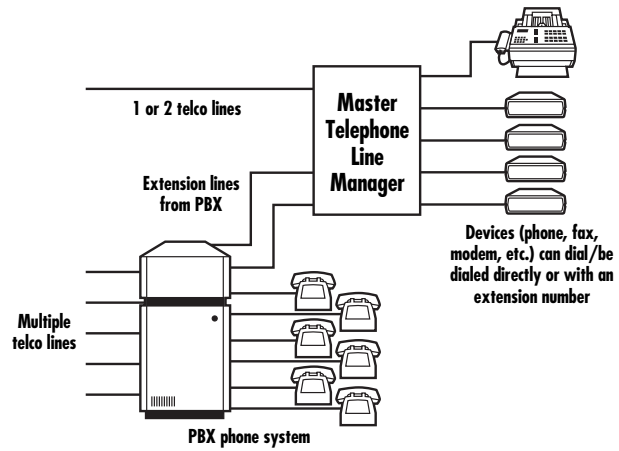 1 or 2 telco lines
Master
Telephone
Line
Manager
Extension lines
from PBX
Devices (phone, fax,
modem, etc.) can dial/be
dialed directly or with an
extension number
Multiple
telco lines
PBX phone system